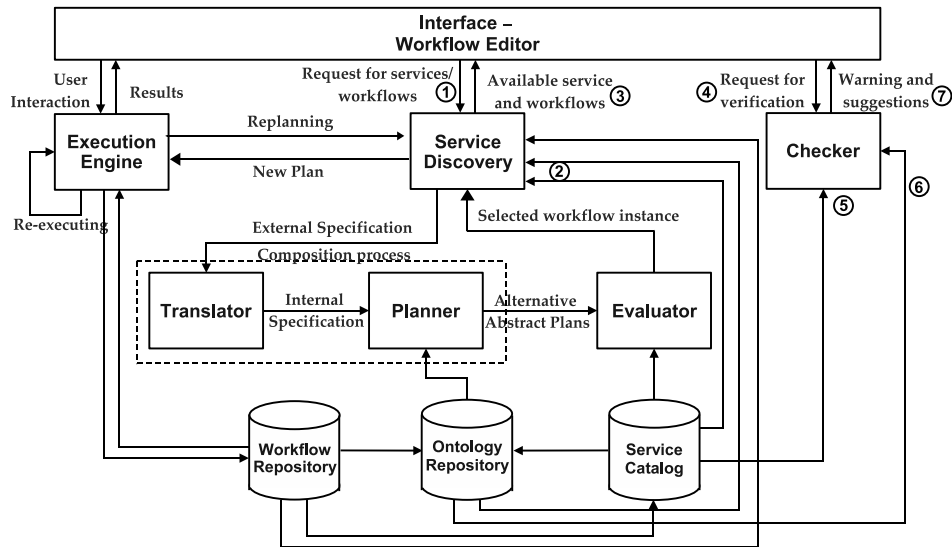 Interface –
Workflow Editor
User
Interaction
Results
Request for services/
workflows
①
Available service
and workflows
③
④
Request for
verification
Warning and
suggestions
⑦
Execution
Engine
Replanning
New Plan
Service
Discovery
②
Checker
⑥
⑤
Re-executing
External Specification
Selected workflow instance
Composition process
Translator
Internal
Specification
Planner
Alternative
Abstract Plans
Evaluator
Workflow
Repository
Ontology
Repository
Service
Catalog